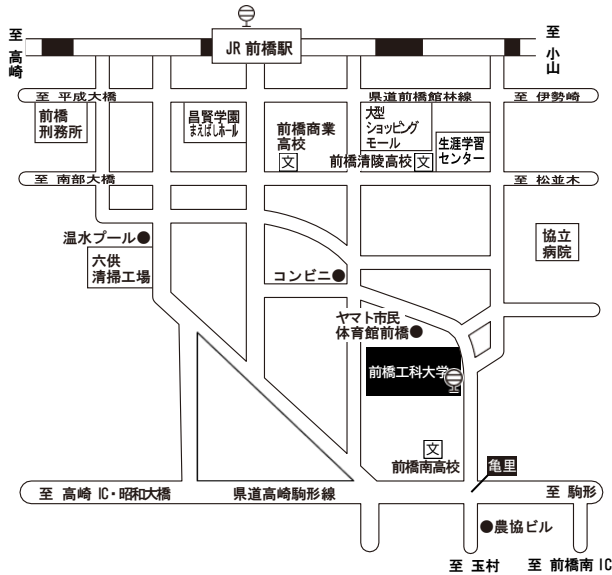 至
高
崎
JR 前橋駅
至
小
山
至 平成大橋
県道前橋館林線
至 伊勢崎
前橋
刑務所
昌賢学園
まえばしホール
前橋商業
高校
文
大型
ショッピング
モール
前橋清陵高校
文
生涯学習
センター
至 南部大橋
至 松並木
温水プール
六供
清掃工場
コンビニ
協立
病院
ヤマト市民
体育館前橋
前橋工科大学
文
前橋南高校
亀里
至 高崎 IC・昭和大橋
県道高崎駒形線
至 駒形
農協ビル
至 玉村
至 前橋南 IC